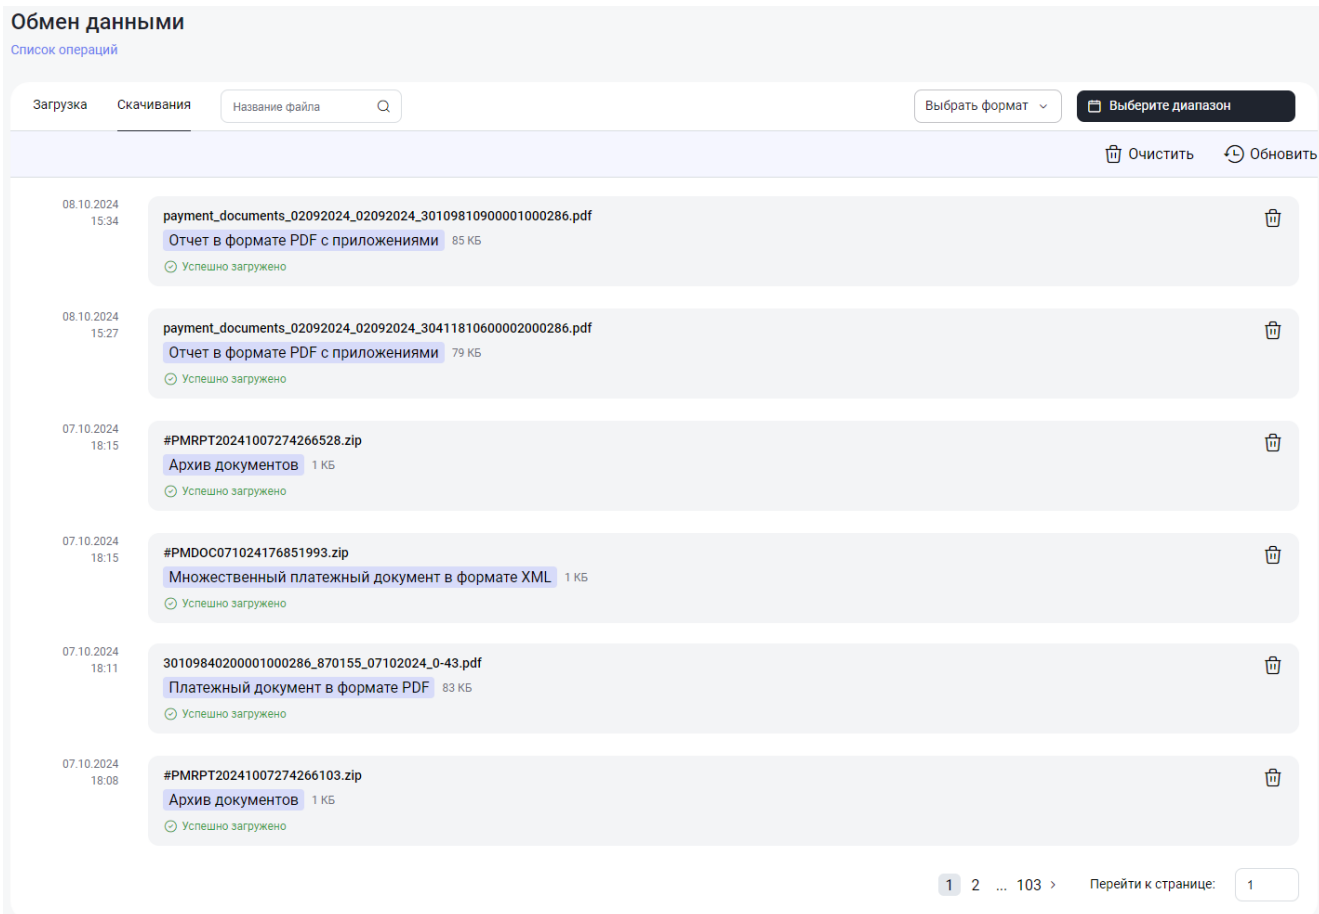 Обмен данными
Список операций
Загрузка Скачивания Название файла Выбрать формат Выберите диапазон
Очистить Обновить
08.10.2024
15:34
payment_documents_02092024_02092024_30109810900001000286.pdf
Отчет в формате PDF с приложениями 85 КБ
Успешно загружено
08.10.2024
15:27
payment_documents_02092024_02092024_30411810600002000286.pdf
Отчет в формате PDF с приложениями 79 КБ
Успешно загружено
07.10.2024
18:15
#PMRPT20241007274266528.zip
Архив документов 1 КБ
Успешно загружено
07.10.2024
18:15
#PMDOC071024176851993.zip
Множественный платежный документ в формате XML 1 КБ
Успешно загружено
07.10.2024
18:11
30109840200001000286_870155_07102024_0-43.pdf
Платежный документ в формате PDF 83 КБ
Успешно загружено
07.10.2024
18:08
#PMRPT20241007274266103.zip
Архив документов 1 КБ
Успешно загружено
1 2 ... 103 > Перейти к странице: 1